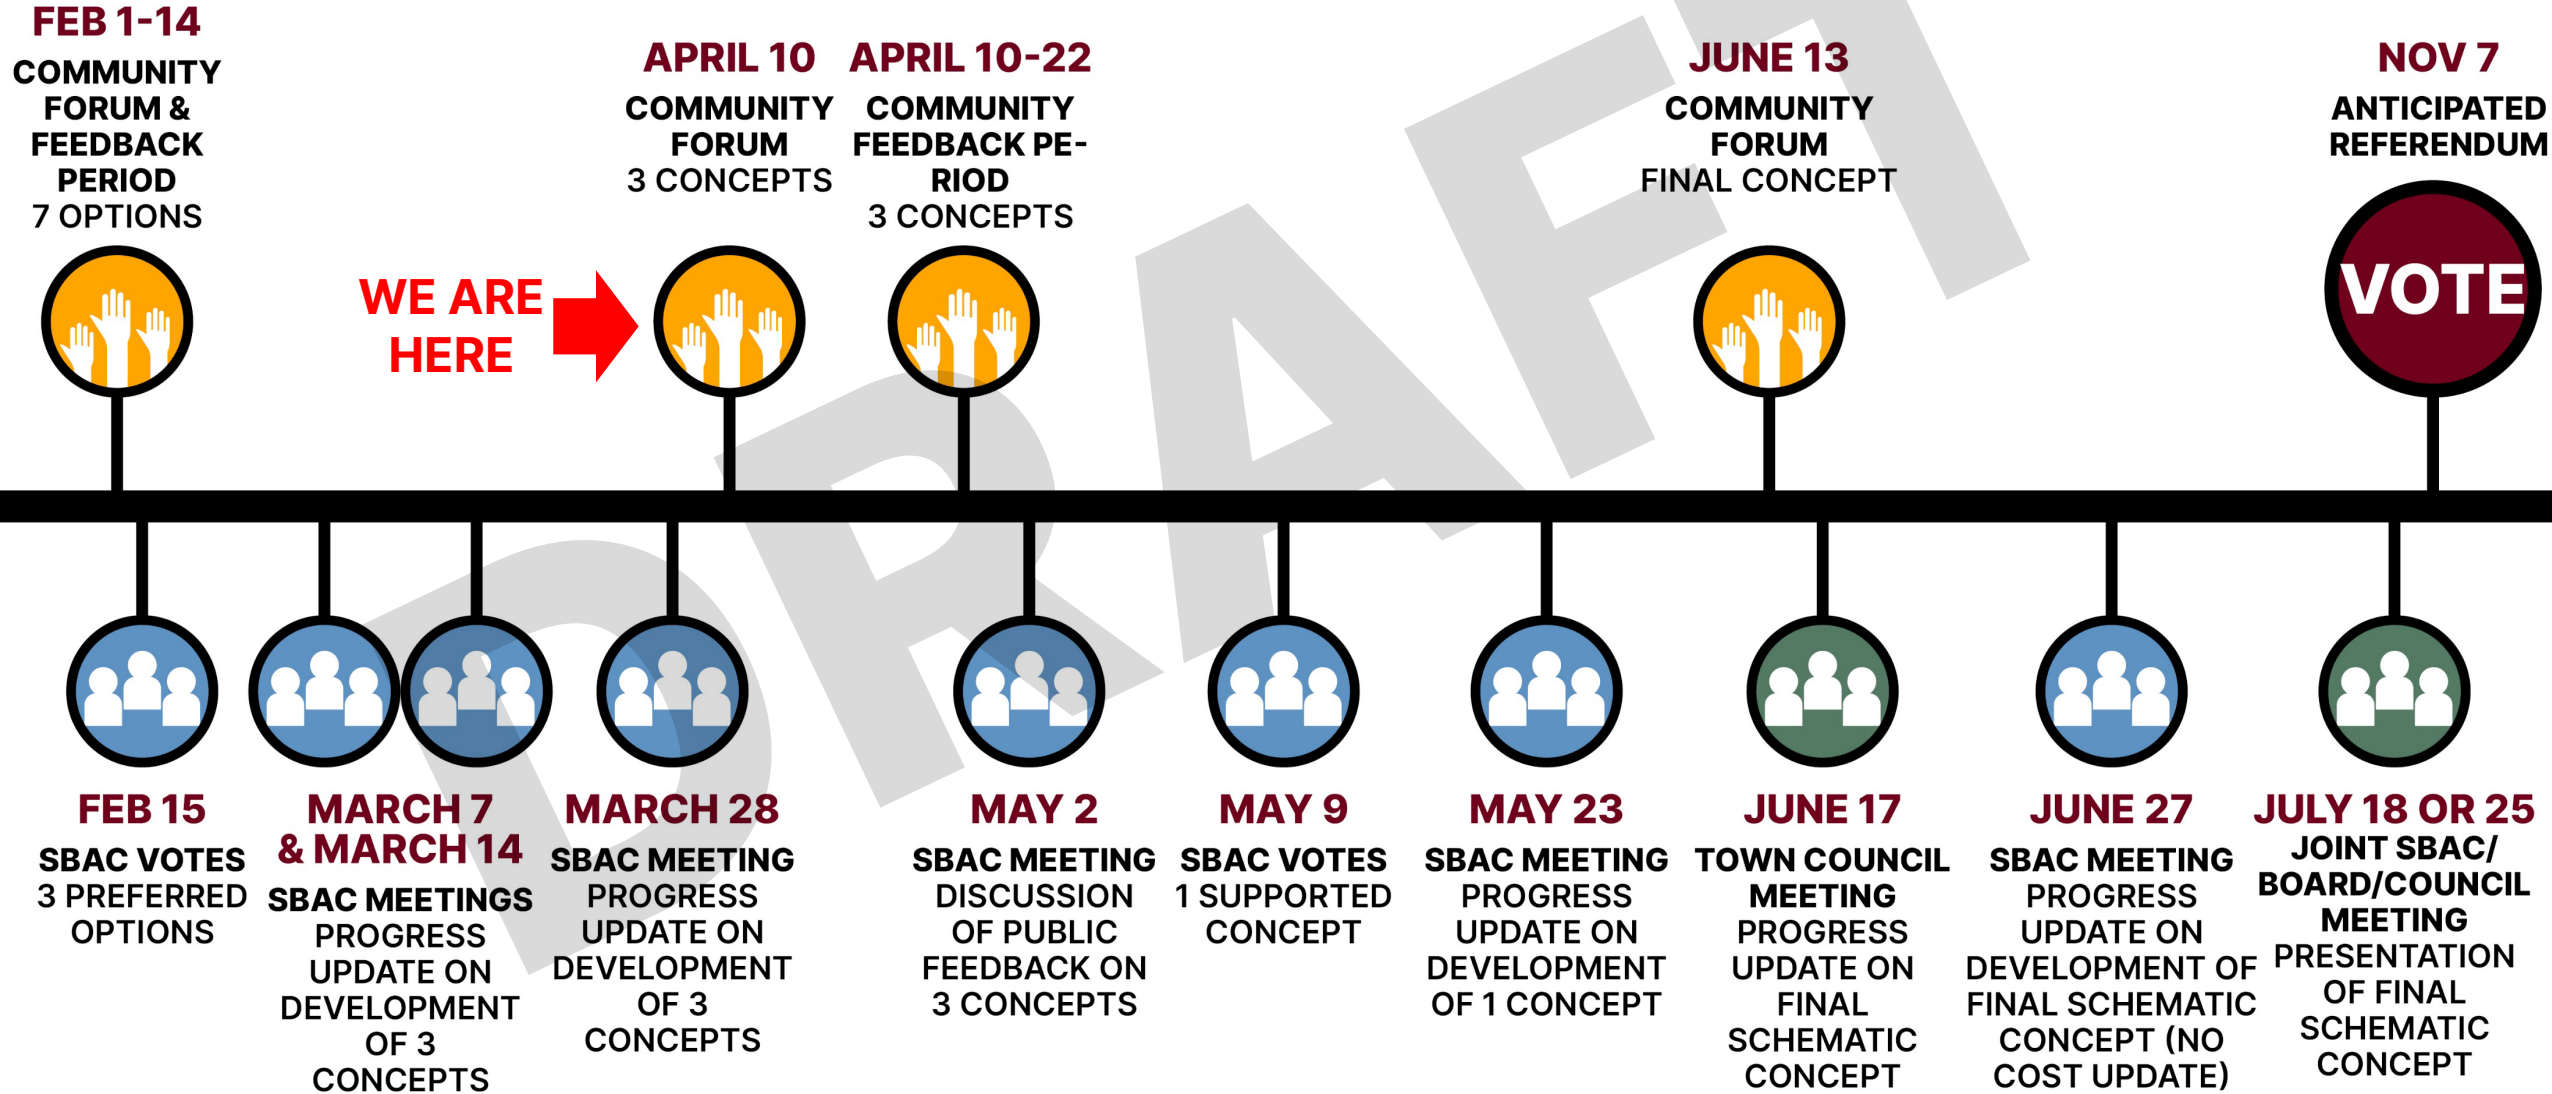 FEB 1-14
COMMUNITY
FORUM &
FEEDBACK
PERIOD
7 OPTIONS
WE ARE
HERE
APRIL 10
COMMUNITY
FORUM
3 CONCEPTS
APRIL 10-22
COMMUNITY
FEEDBACK PE-
RIOD
3 CONCEPTS
JUNE 13
COMMUNITY
FORUM
FINAL CONCEPT
NOV 7
ANTICIPATED
REFERENDUM
VOTE
DRAFT
FEB 15
SBAC VOTES
3 PREFERRED
OPTIONS
MARCH 7
& MARCH 14
SBAC MEETINGS
PROGRESS
UPDATE ON
DEVELOPMENT
OF 3
CONCEPTS
MARCH 28
SBAC MEETING
PROGRESS
UPDATE ON
DEVELOPMENT
OF 3
CONCEPTS
MAY 2
SBAC MEETING
DISCUSSION
OF PUBLIC
FEEDBACK ON
3 CONCEPTS
MAY 9
SBAC VOTES
1 SUPPORTED
CONCEPT
MAY 23
SBAC MEETING
PROGRESS
UPDATE ON
DEVELOPMENT
OF 1 CONCEPT
JUNE 17
TOWN COUNCIL
MEETING
PROGRESS
UPDATE ON
FINAL
SCHEMATIC
CONCEPT
JUNE 27
SBAC MEETING
PROGRESS
UPDATE ON
DEVELOPMENT OF
FINAL SCHEMATIC
CONCEPT (NO
COST UPDATE)
JULY 18 OR 25
JOINT SBAC/
BOARD/COUNCIL
MEETING
PRESENTATION
OF FINAL
SCHEMATIC
CONCEPT